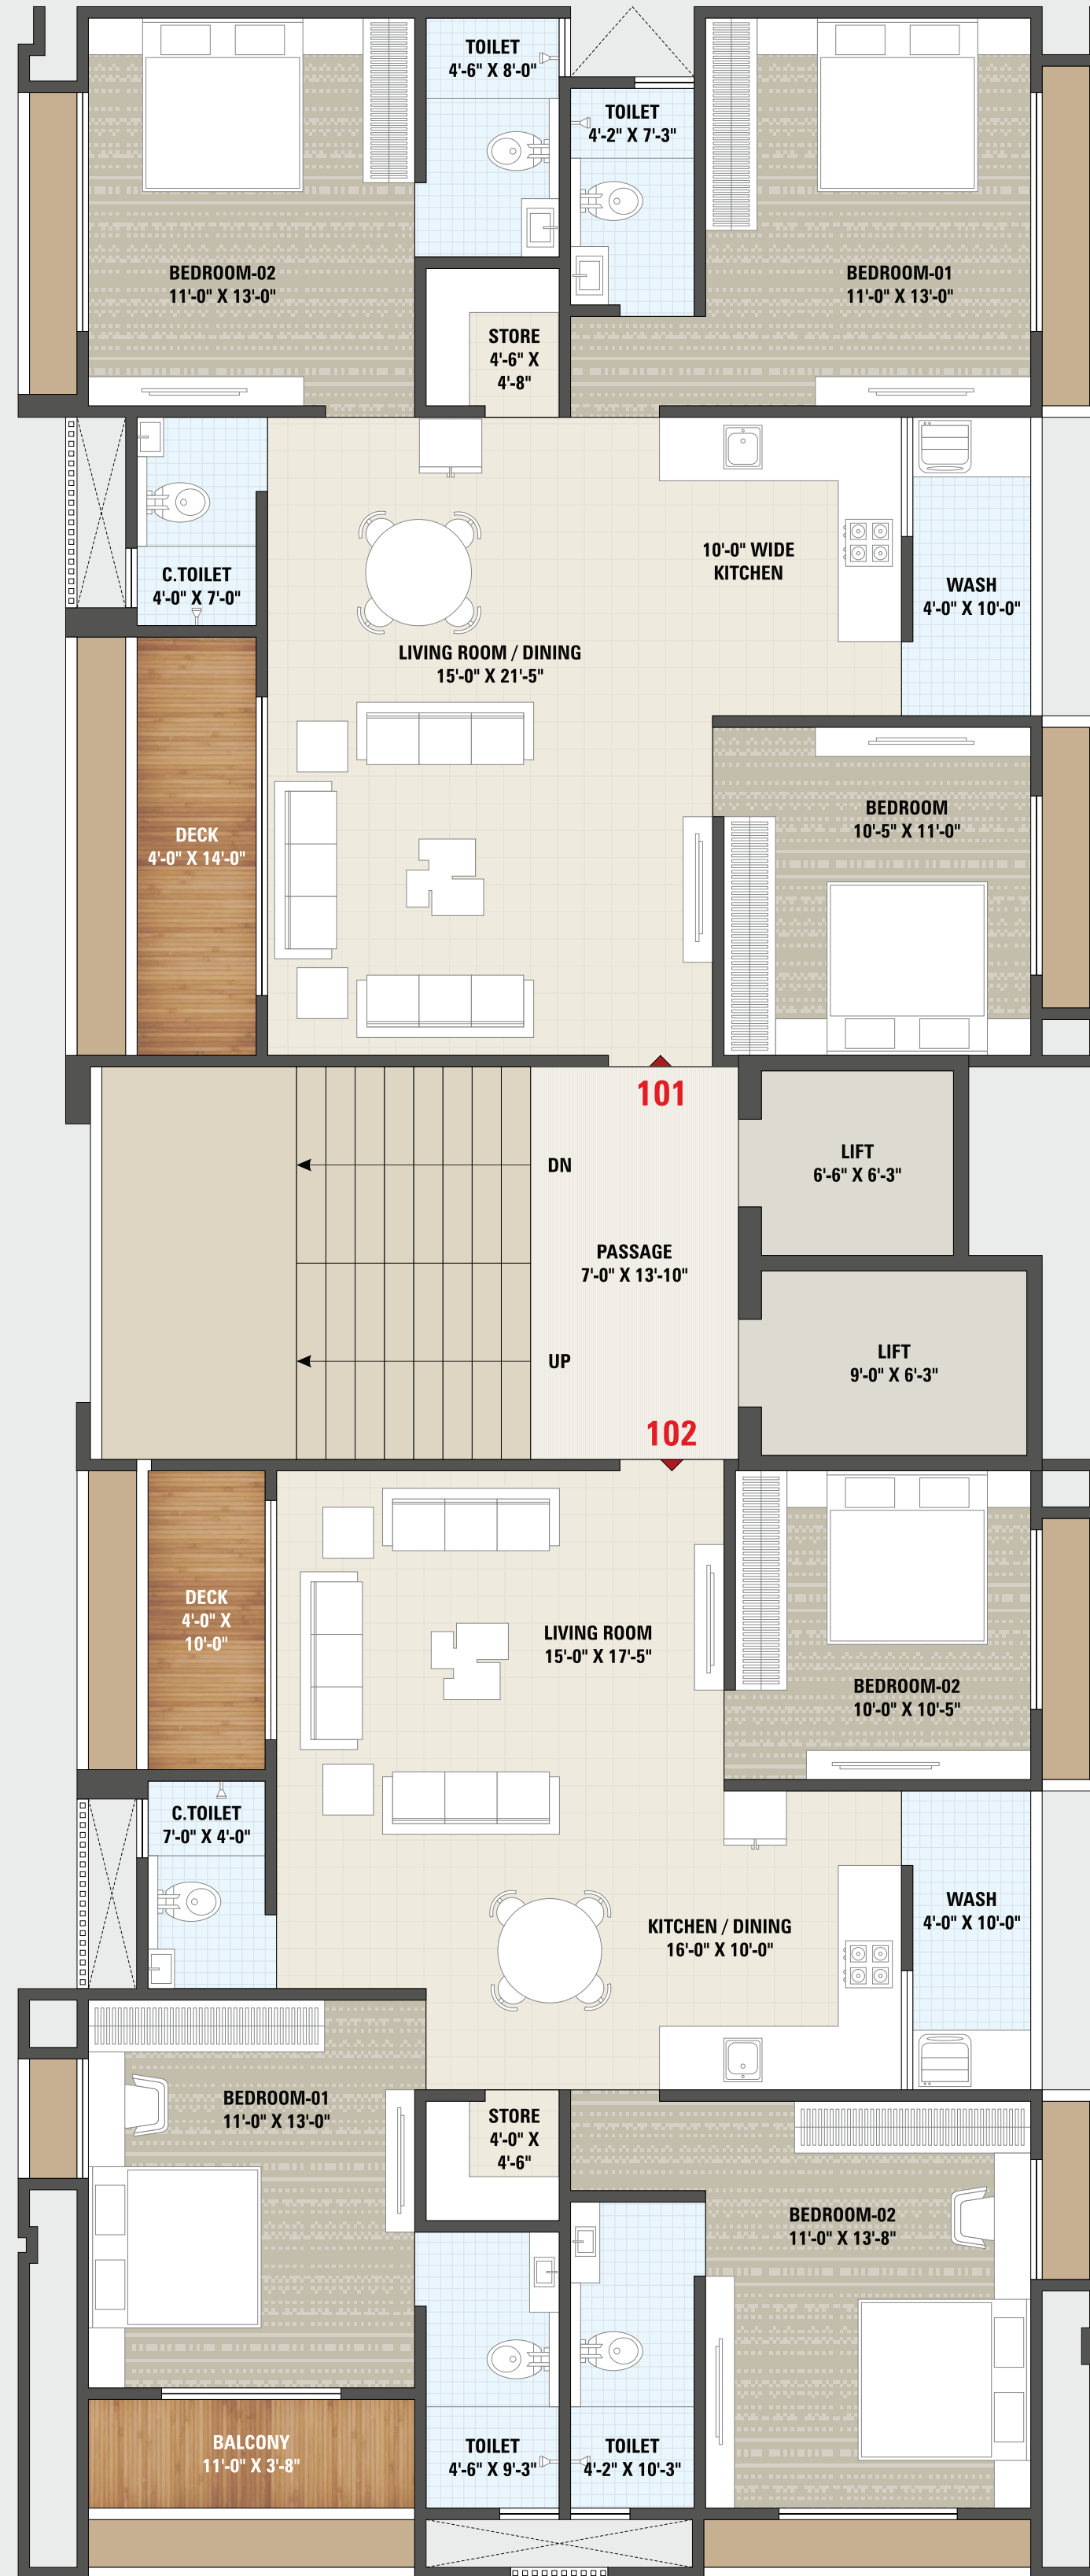 TOILET
4'-6" X 8'-0"
TOILET
4'-2" X 7'-3"
BEDROOM-02
11'-0" X 13'-0"
BEDROOM-01
11'-0" X 13'-0"
STORE
4'-6" X
4'-8"
C.TOILET
4'-0" X 7'-0"
10'-0" WIDE
KITCHEN
WASH
4'-0" X 10'-0"
LIVING ROOM / DINING
15'-0" X 21'-5"
DECK
4'-0" X 14'-0"
BEDROOM
10'-5" X 11'-0"
101
DN
LIFT
6'-6" X 6'-3"
PASSAGE
7'-0" X 13'-10"
UP
LIFT
9'-0" X 6'-3"
102
DECK
4'-0" X
10'-0"
LIVING ROOM
15'-0" X 17'-5"
BEDROOM-02
10'-0" X 10'-5"
C.TOILET
7'-0" X 4'-0"
KITCHEN / DINING
16'-0" X 10'-0"
WASH
4'-0" X 10'-0"
BEDROOM-01
11'-0" X 13'-0"
STORE
4'-0" X
4'-6"
BEDROOM-02
11'-0" X 13'-8"
BALCONY
11'-0" X 3'-8"
TOILET
4'-6" X 9'-3"
TOILET
4'-2" X 10'-3"